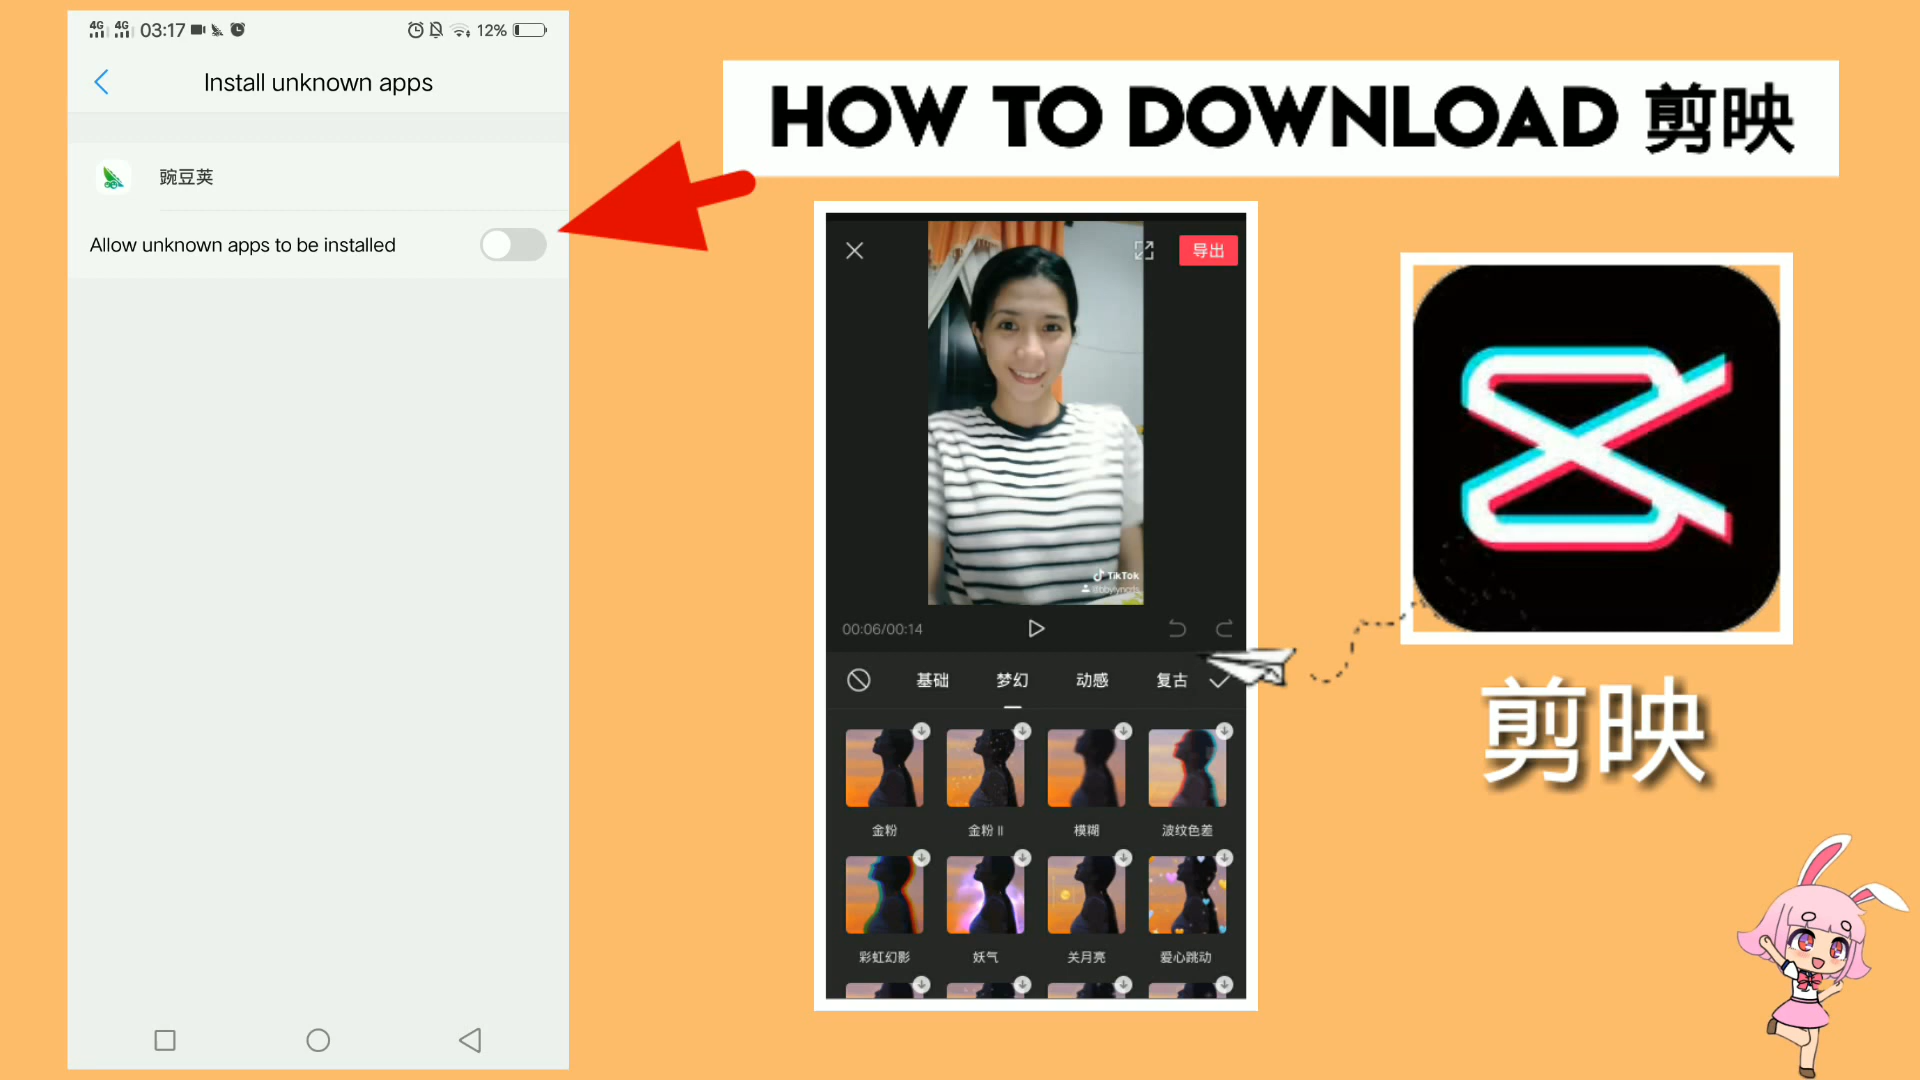 4G 4G 03:17 12%
Install unknown apps
豌豆荚
Allow unknown apps to be installed
HOW TO DOWNLOAD 剪映
导出
TikTok
00:06/00:14
基础 梦幻 动感 复古
金粉 金粉 II 模糊 波纹色差
彩虹幻影 妖气 关月亮 爱心跳动
剪映